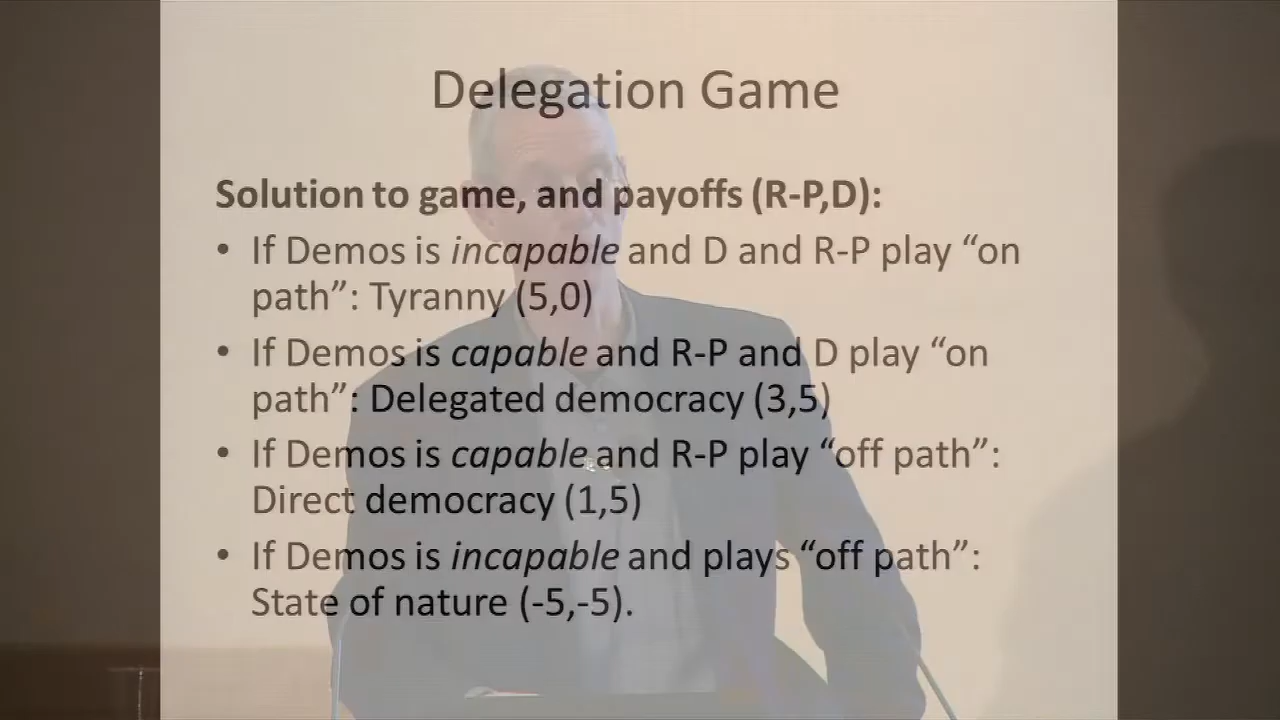 Delegation Game
Solution to game, and payoffs (R-P,D):
• If Demos is incapable and D and R-P play “on
path”: Tyranny (5,0)
• If Demos is capable and R-P and D play “on
path”: Delegated democracy (3,5)
• If Demos is capable and R-P play “off path”:
Direct democracy (1,5)
• If Demos is incapable and plays “off path”:
State of nature (-5,-5).